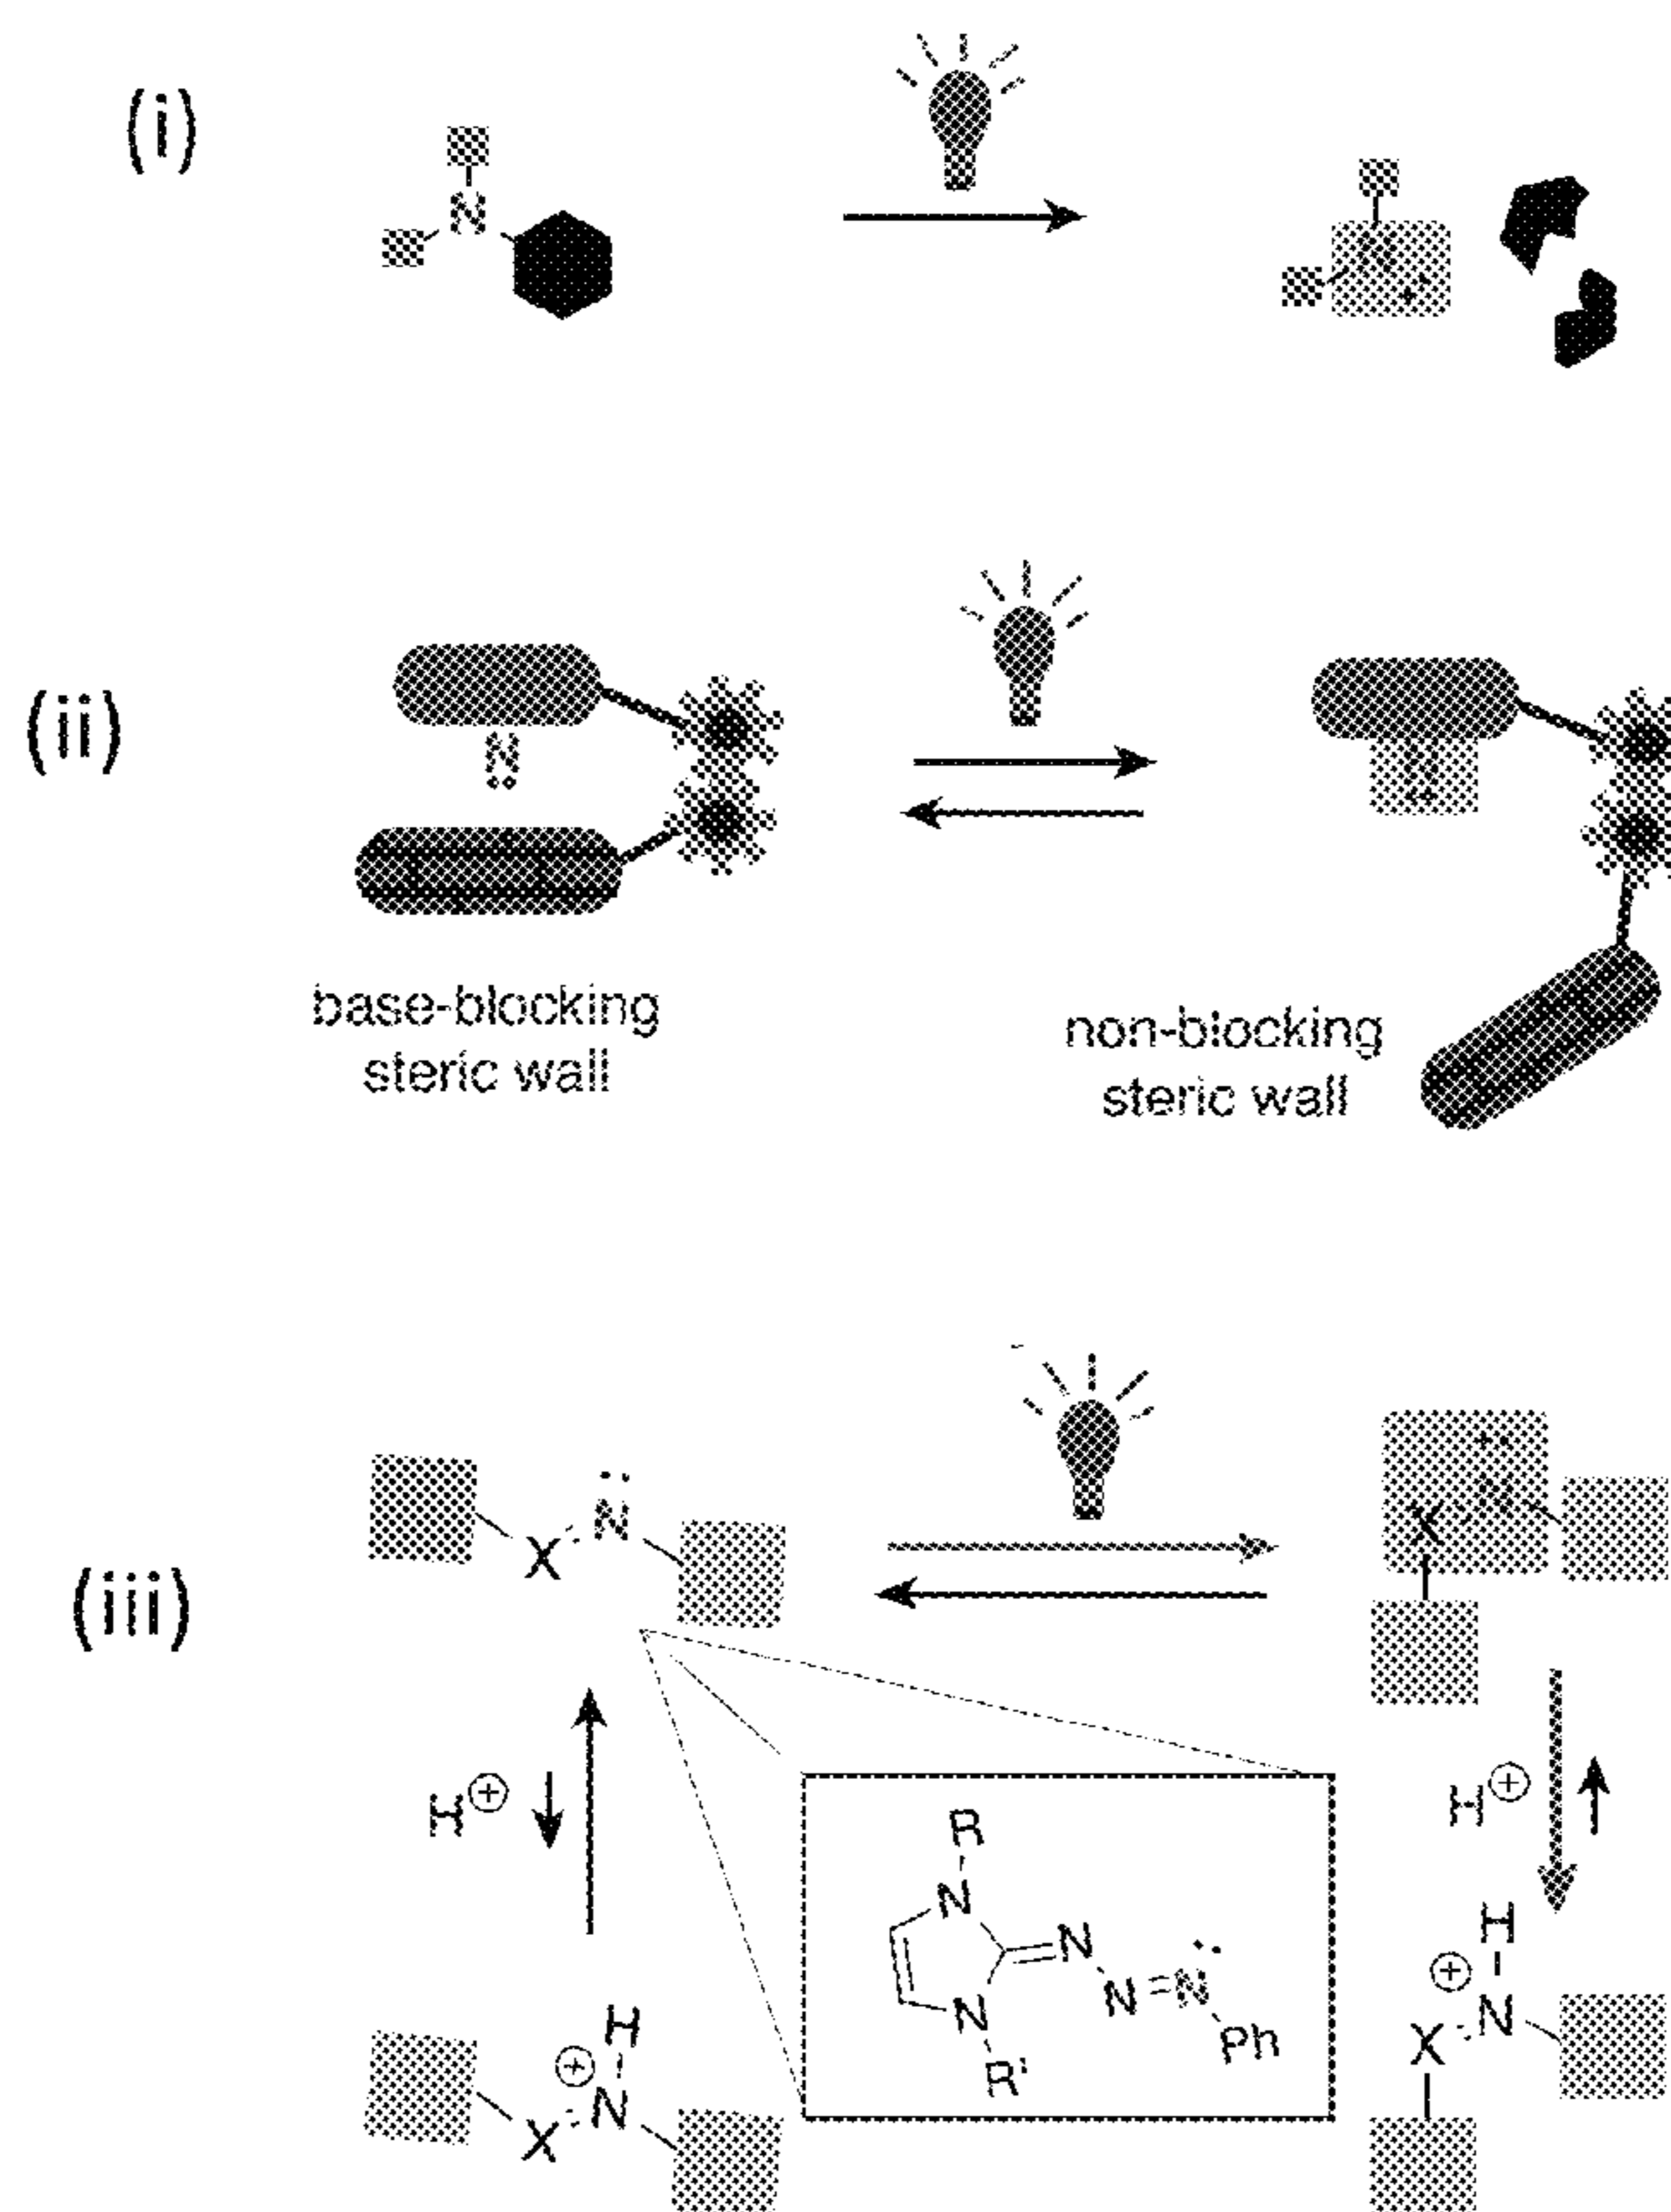 (i)
N
N
(ii)
N
N
base-blocking
steric wall
non-blocking
steric wall
(iii)
X N
X N
H⊕
H⊕
R
N
N
N
N
N
R'
Ph
H
⊕
X N
H
⊕
X N